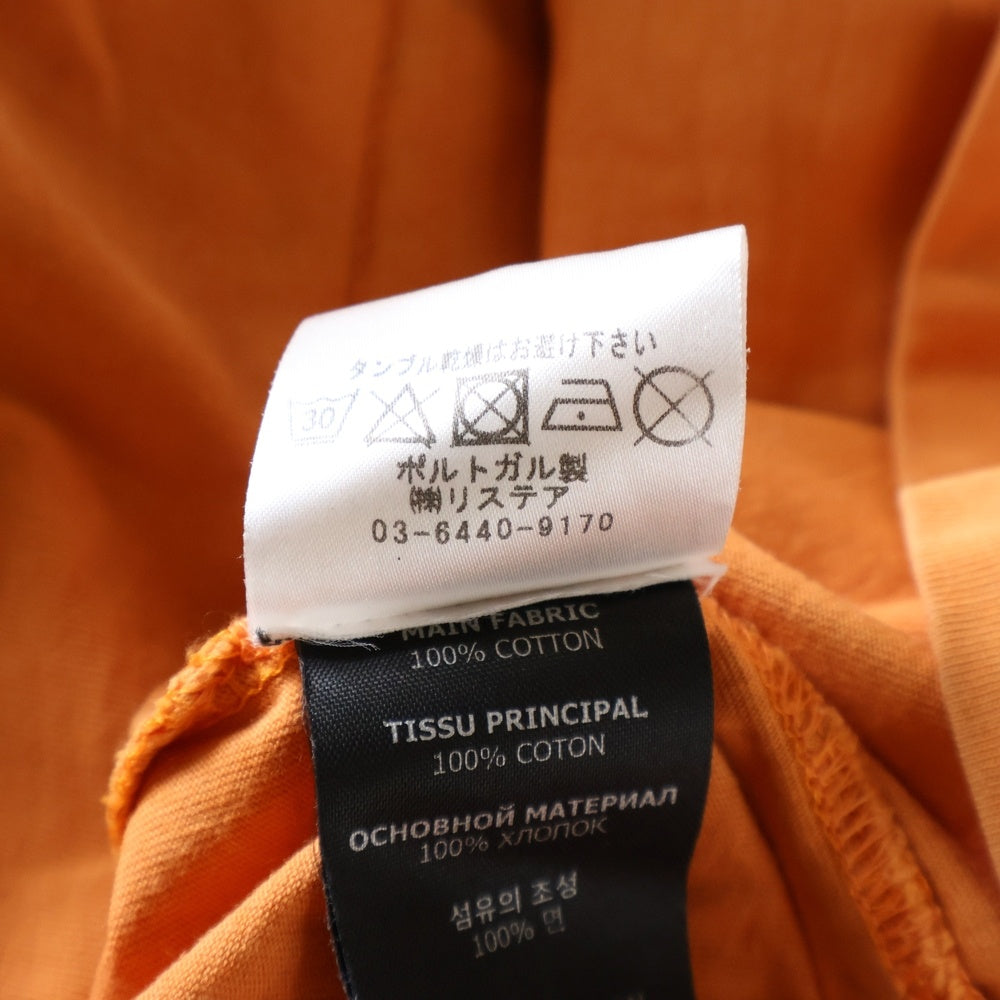 タンブル乾燥はお避け下さい
30
ポルトガル製
㈱リステア
03-6440-9170
MAIN FABRIC
100% COTTON
TISSU PRINCIPAL
100% COTON
ОСНОВНОЙ МАТЕРИАЛ
100% ХЛОПОК
섬유의 조성
100% 면